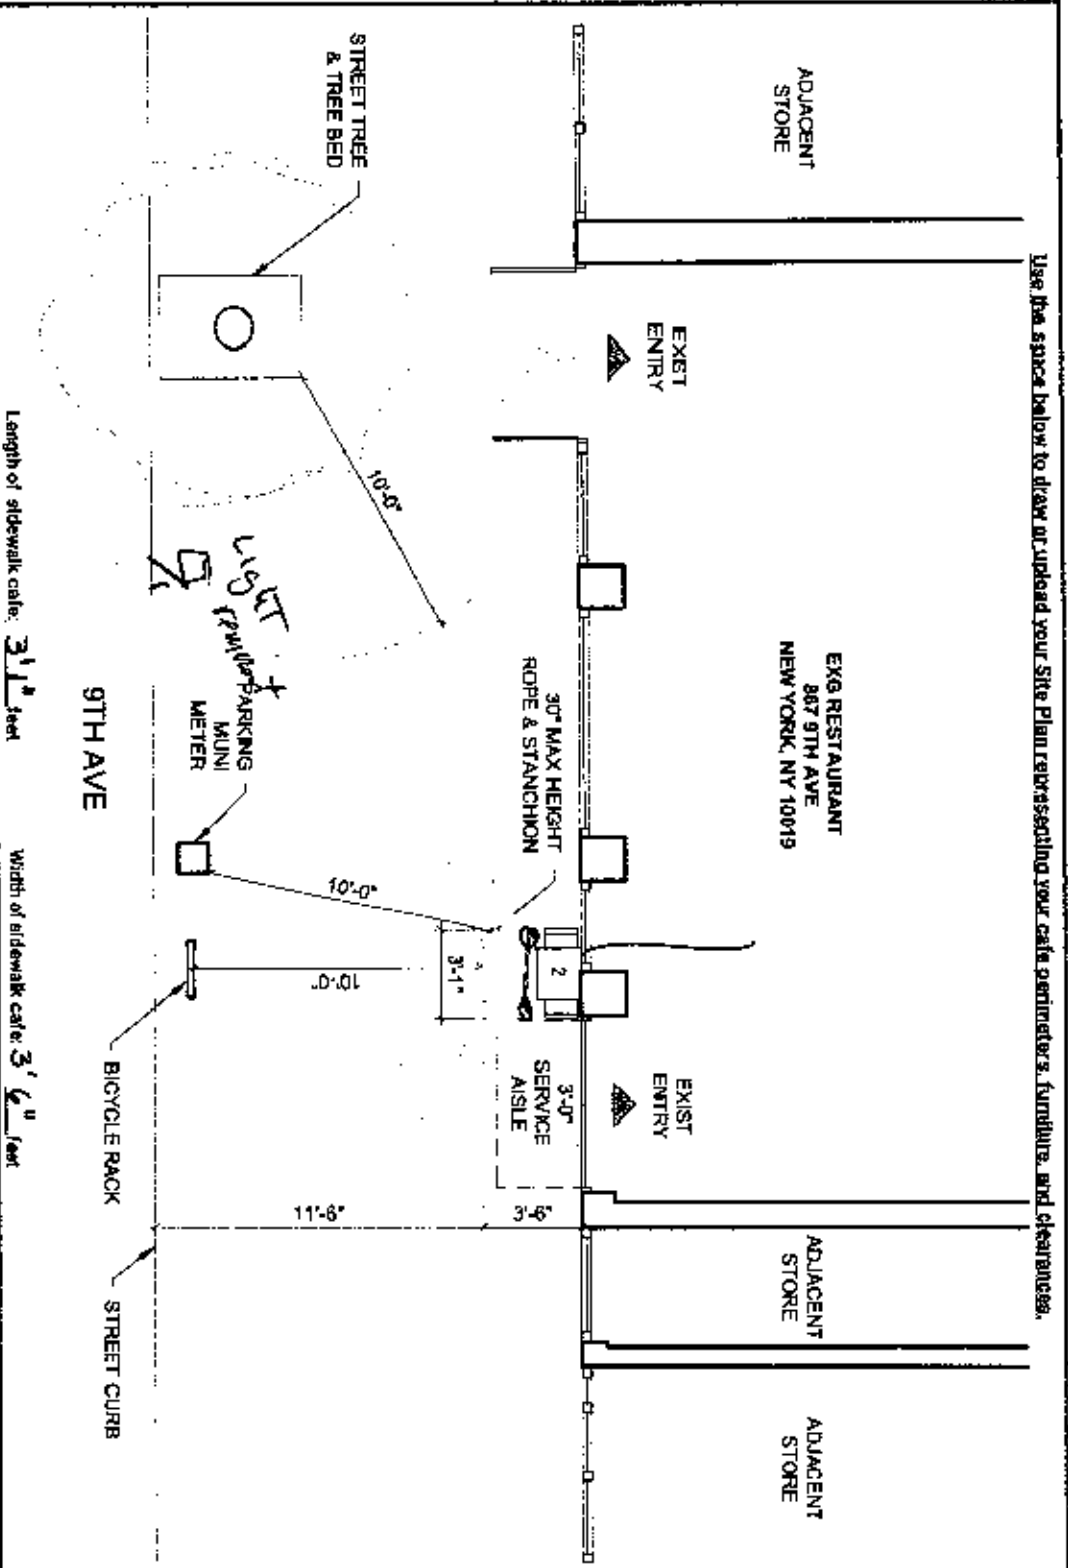 Use the space below to draw or upload your Site Plan representing your cafe perimeters, furniture, and clearances.
ADJACENT
STORE
EXG RESTAURANT
867 9TH AVE
NEW YORK, NY 10019
ADJACENT
STORE
ADJACENT
STORE
EXIST
ENTRY
EXIST
ENTRY
2
3'-0"
SERVICE
AISLE
30" MAX HEIGHT
ROPE & STANCHION
3'-6"
11'-6"
3'-1"
10'-0"
10'-0"
10'-0"
STREET TREE
& TREE BED
LIGHT
PARKING
MUNI
METER
BICYCLE RACK
STREET CURB
9TH AVE
Length of sidewalk cafe: 3'1" feet
Width of sidewalk cafe: 3'6" feet